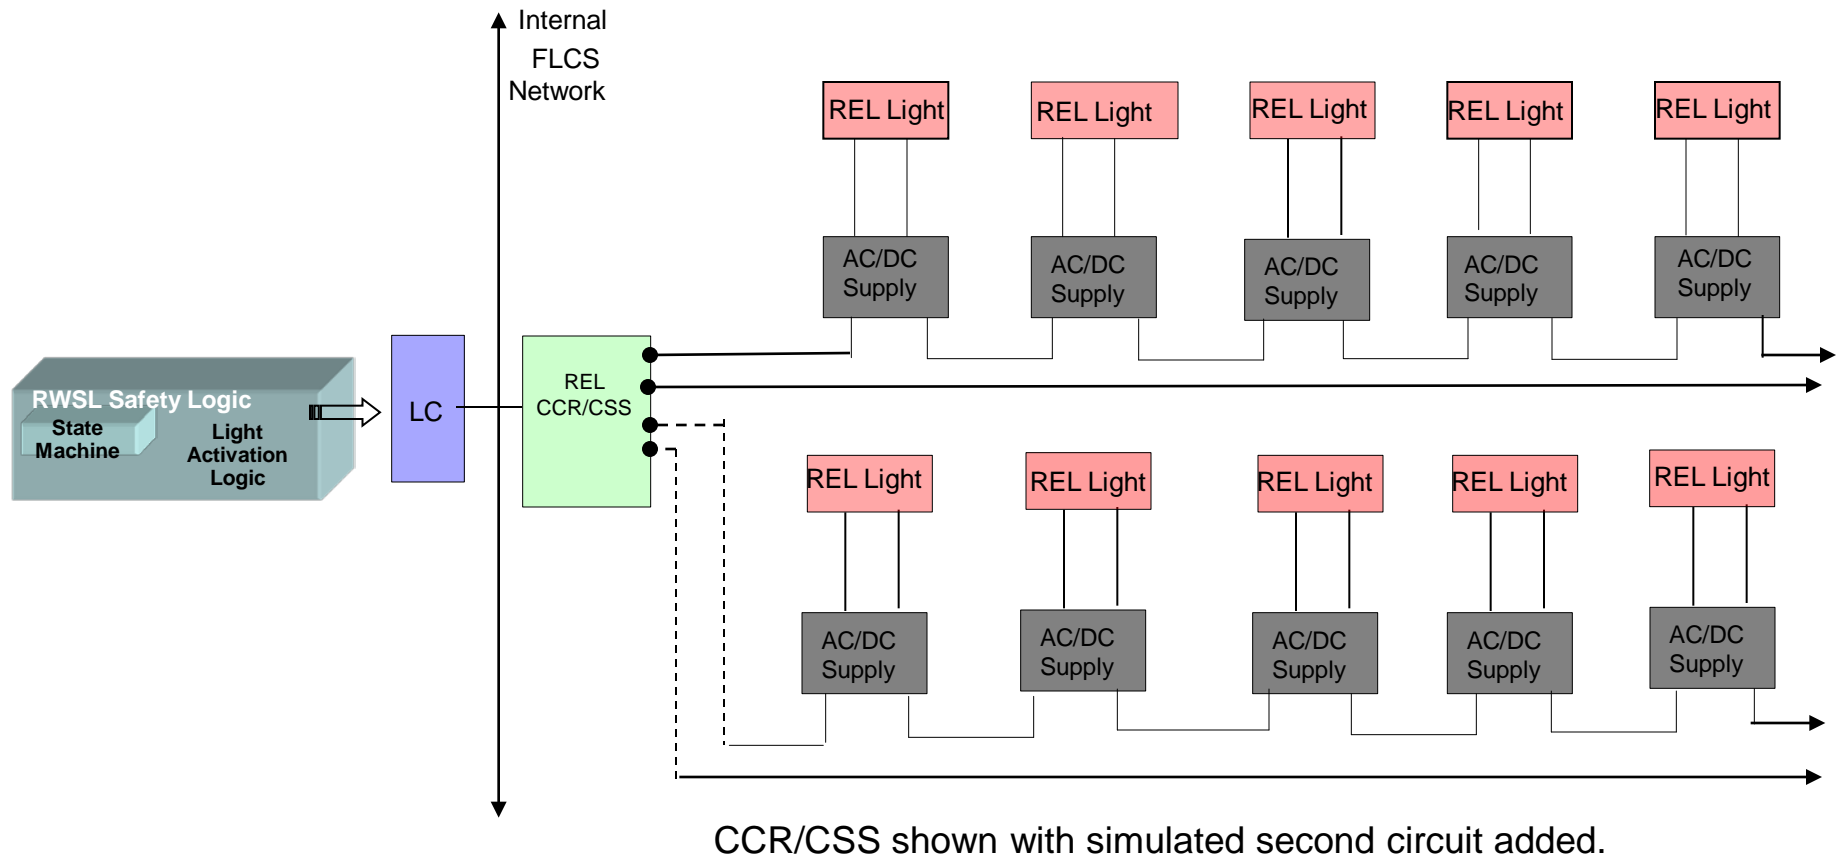 Internal
FLCS
Network
REL Light
REL Light
REL Light
REL Light
REL Light
AC/DC
Supply
AC/DC
Supply
AC/DC
Supply
AC/DC
Supply
AC/DC
Supply
RWSL Safety Logic
State
Machine
Light
Activation
Logic
LC
REL
CCR/CSS
REL Light
REL Light
REL Light
REL Light
REL Light
AC/DC
Supply
AC/DC
Supply
AC/DC
Supply
AC/DC
Supply
AC/DC
Supply
CCR/CSS shown with simulated second circuit added.